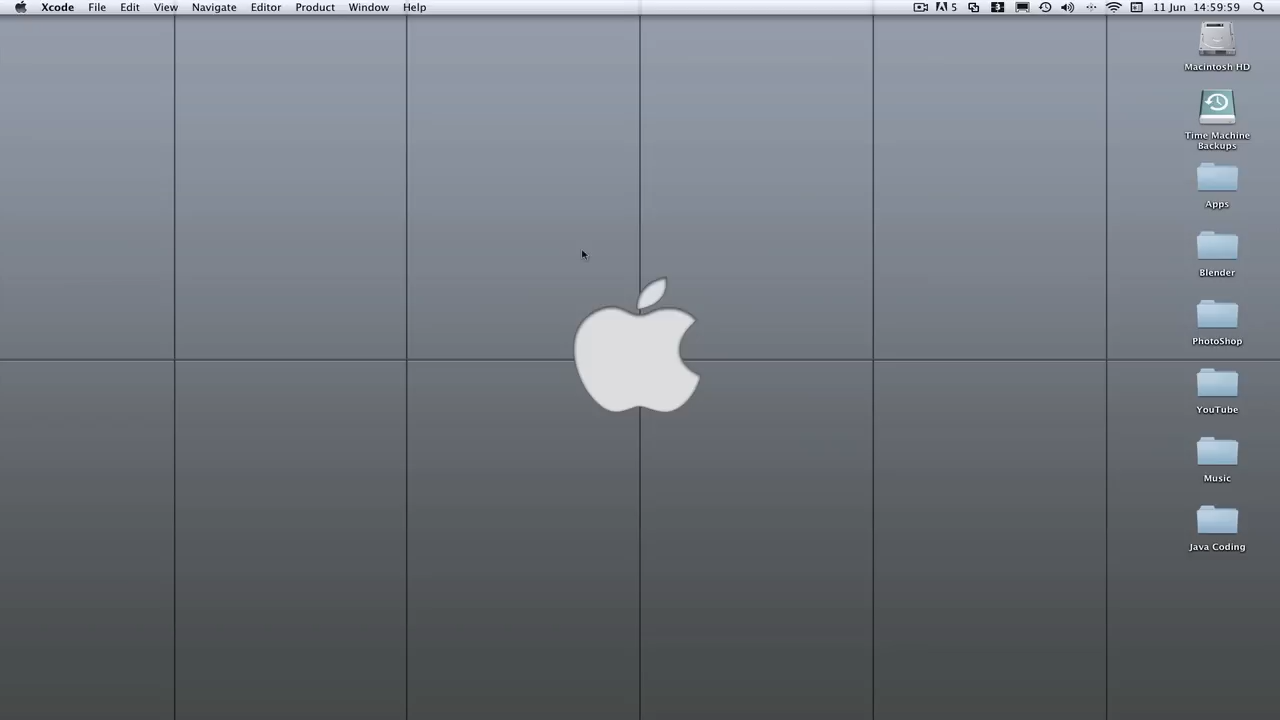 Xcode File Edit View Navigate Editor Product Window Help 5 3 11 Jun 14:59:59
Macintosh HD
Time Machine
Backups
Apps
Blender
PhotoShop
YouTube
Music
Java Coding